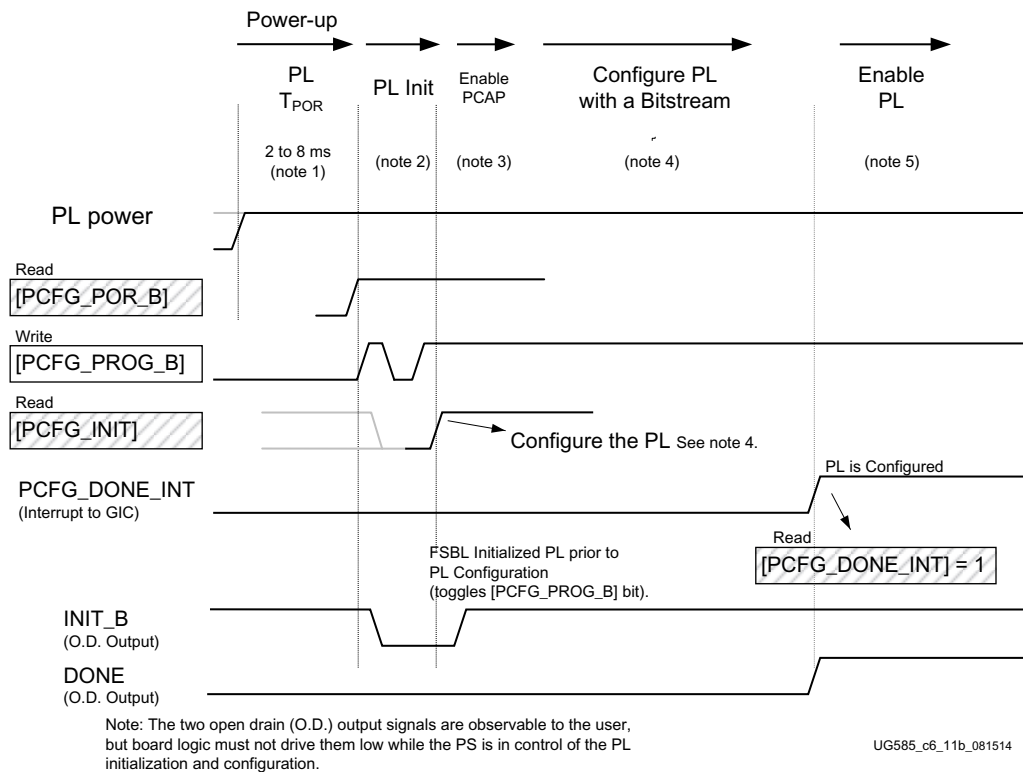 Power-up
PL
TPOR
PL Init
Enable
PCAP
Configure PL
with a Bitstream
Enable
PL
2 to 8 ms
(note 1)
(note 2)
(note 3)
(note 4)
(note 5)
PL power
Read
[PCFG_POR_B]
Write
[PCFG_PROG_B]
Read
[PCFG_INIT]
Configure the PL See note 4.
PL is Configured
PCFG_DONE_INT
(Interrupt to GIC)
Read
[PCFG_DONE_INT] = 1
FSBL Initialized PL prior to
PL Configuration
(toggles [PCFG_PROG_B] bit).
INIT_B
(O.D. Output)
DONE
(O.D. Output)
Note: The two open drain (O.D.) output signals are observable to the user,
but board logic must not drive them low while the PS is in control of the PL
initialization and configuration.
UG585_c6_11b_081514